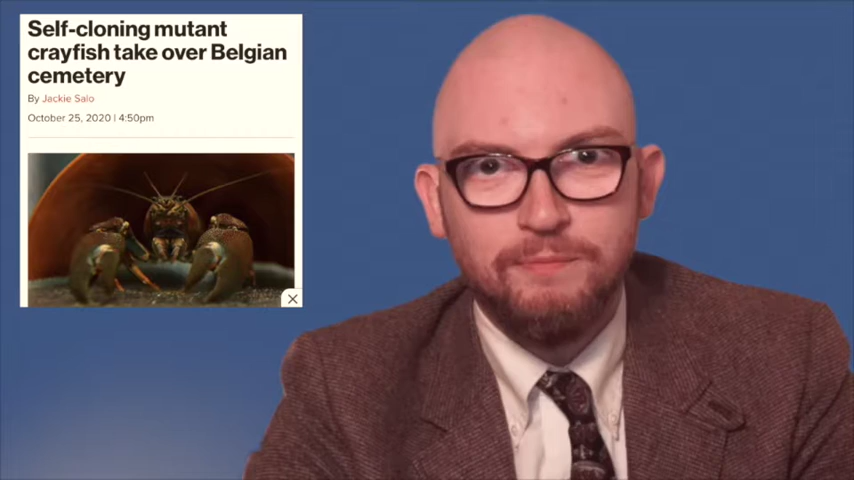 Self-cloning mutant
crayfish take over Belgian
cemetery
By Jackie Salo
October 25, 2020 | 4:50pm